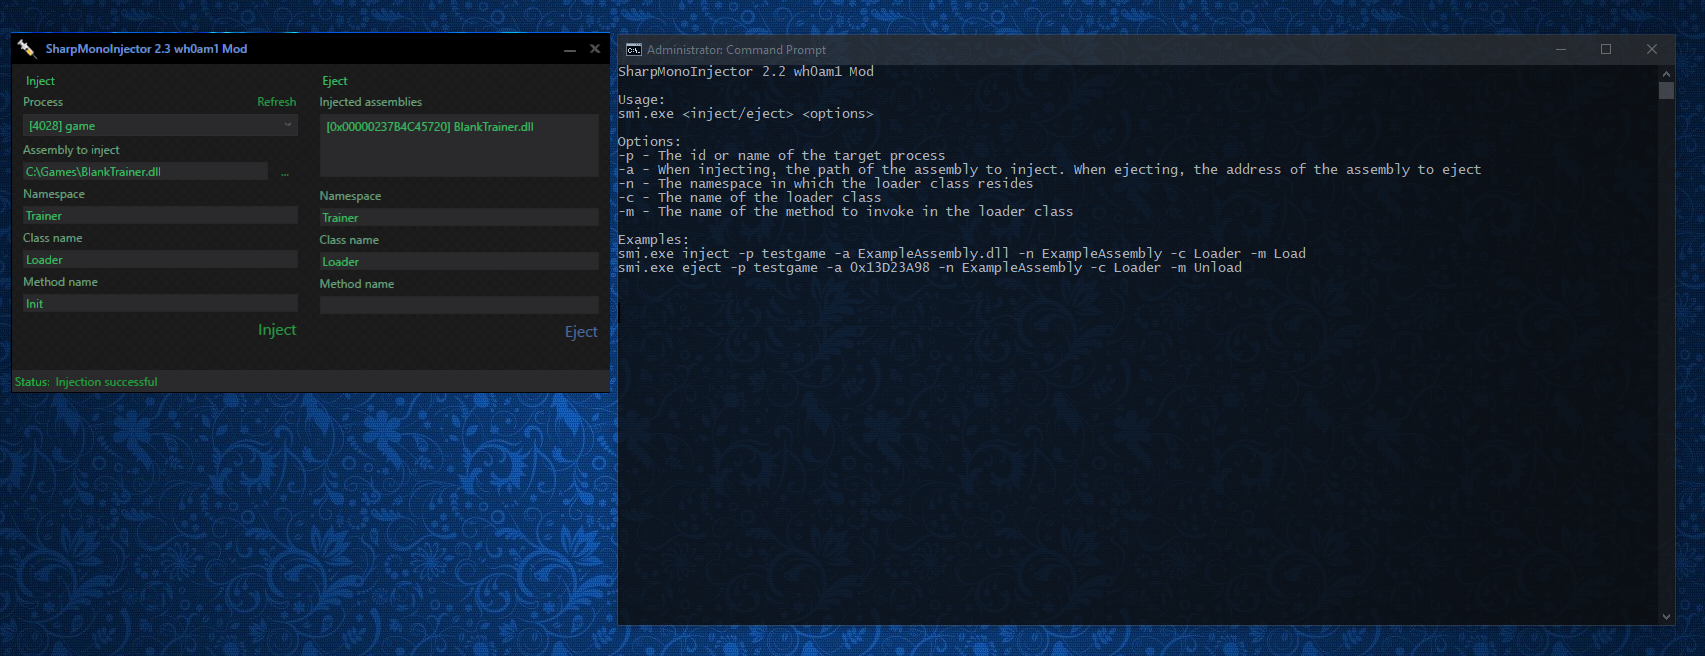 SharpMonoInjector 2.3 wh0am1 Mod
Inject
Process
Refresh
[4028] game
Assembly to inject
C:\Games\BlankTrainer.dll
...
Namespace
Trainer
Class name
Loader
Method name
Init
Inject
Eject
Injected assemblies
[0x00000237B4C45720] BlankTrainer.dll
Namespace
Trainer
Class name
Loader
Method name
Eject
Status: Injection successful
Administrator: Command Prompt
SharpMonoInjector 2.2 wh0am1 Mod
Usage:
smi.exe <inject/eject> <options>
Options:
-p - The id or name of the target process
-a - When injecting, the path of the assembly to inject. When ejecting, the address of the assembly to eject
-n - The namespace in which the loader class resides
-c - The name of the loader class
-m - The name of the method to invoke in the loader class
Examples:
smi.exe inject -p testgame -a ExampleAssembly.dll -n ExampleAssembly -c Loader -m Load
smi.exe eject -p testgame -a 0x13D23A98 -n ExampleAssembly -c Loader -m Unload